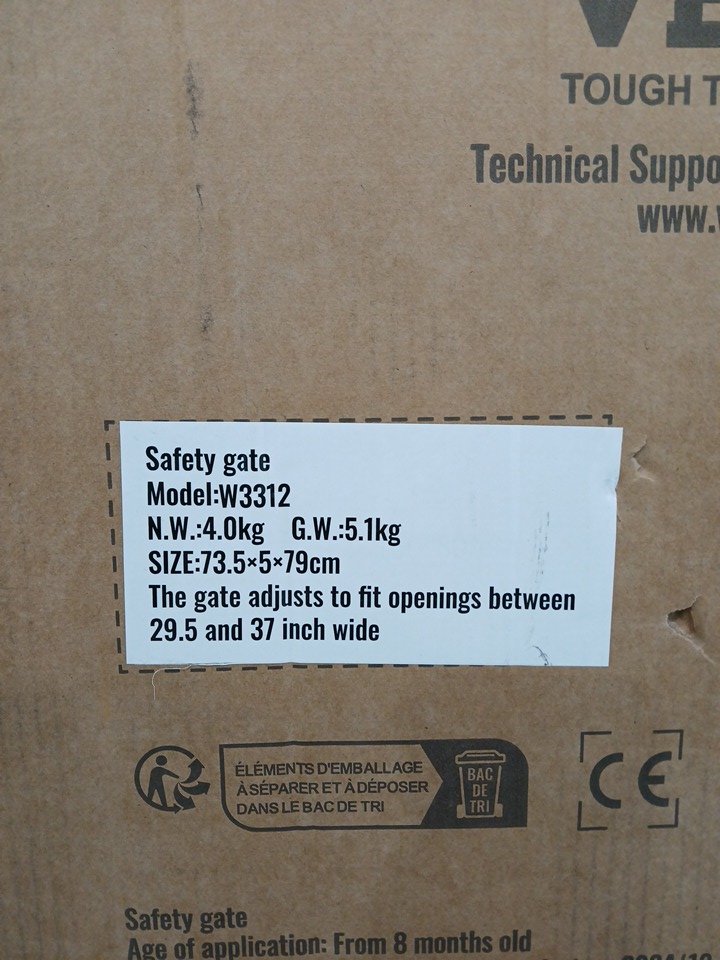 VE
TOUGH T
Technical Suppo
www.
Safety gate
Model:W3312
N.W.:4.0kg G.W.:5.1kg
SIZE:73.5×5×79cm
The gate adjusts to fit openings between
29.5 and 37 inch wide
ÉLÉMENTS D'EMBALLAGE
À SÉPARER ET À DÉPOSER
DANS LE BAC DE TRI
BAC
DE
TRI
CE
Safety gate
Age of application: From 8 months old